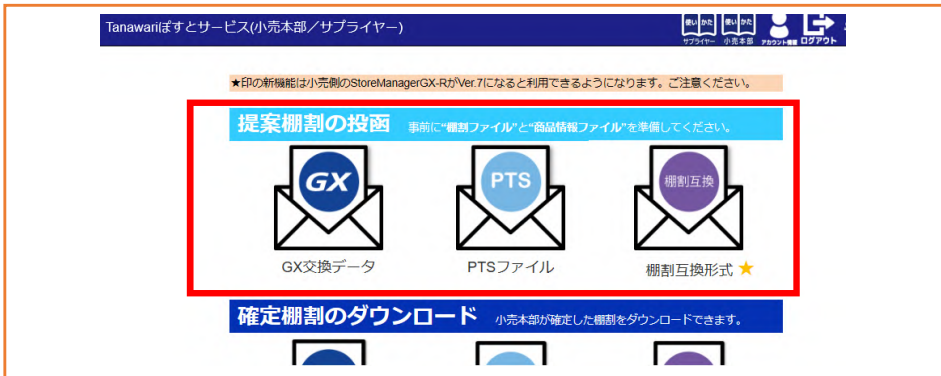 Tanawariぽすとサービス(小売本部／サプライヤー)
使い かた 使い かた
サプライヤー 小売本部 アカウント情報 ログアウト
★印の新機能は小売側のStoreManagerGX-RがVer.7になると利用できるようになります。ご注意ください。
提案棚割の投函 事前に“棚割ファイル”と“商品情報ファイル”を準備してください。
GX PTS 棚割互換
GX交換データ PTSファイル 棚割互換形式 ★
確定棚割のダウンロード 小売本部が確定した棚割をダウンロードできます。